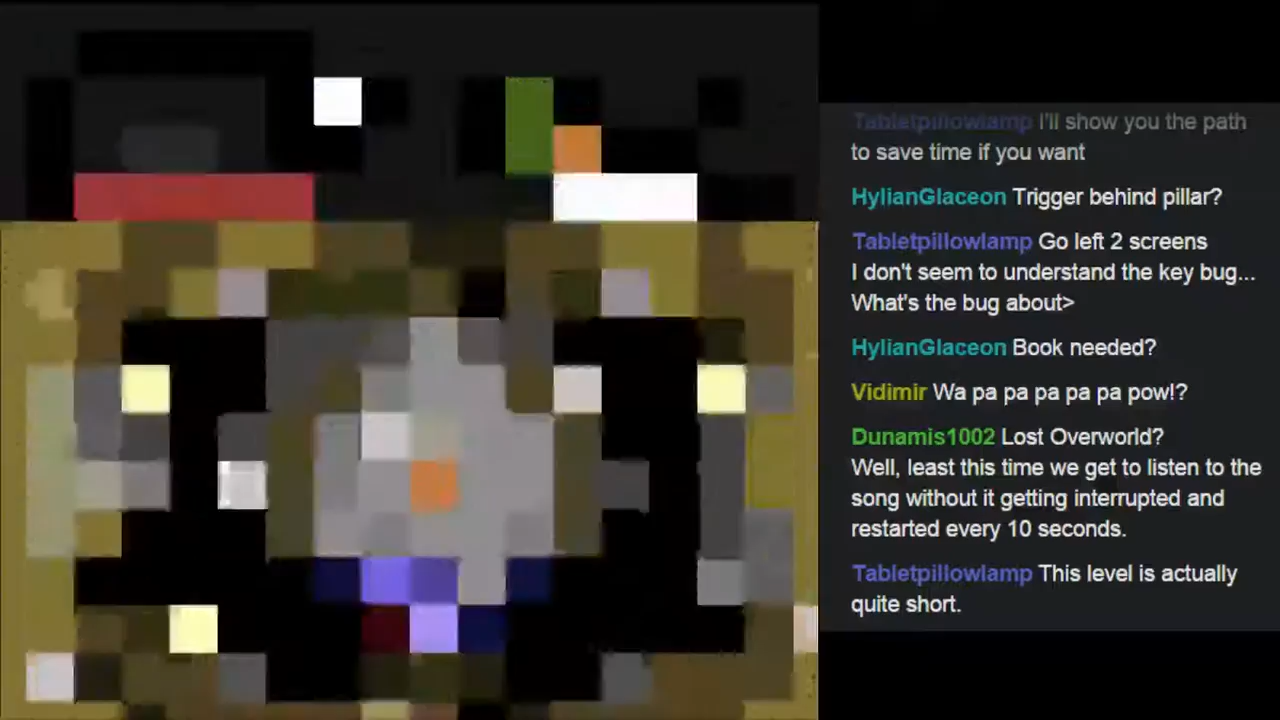 Tabletpillowlamp I'll show you the path
to save time if you want
HylianGlaceon Trigger behind pillar?
Tabletpillowlamp Go left 2 screens
I don't seem to understand the key bug...
What's the bug about>
HylianGlaceon Book needed?
Vidimir Wa pa pa pa pa pa pow!?
Dunamis1002 Lost Overworld?
Well, least this time we get to listen to the
song without it getting interrupted and
restarted every 10 seconds.
Tabletpillowlamp This level is actually
quite short.